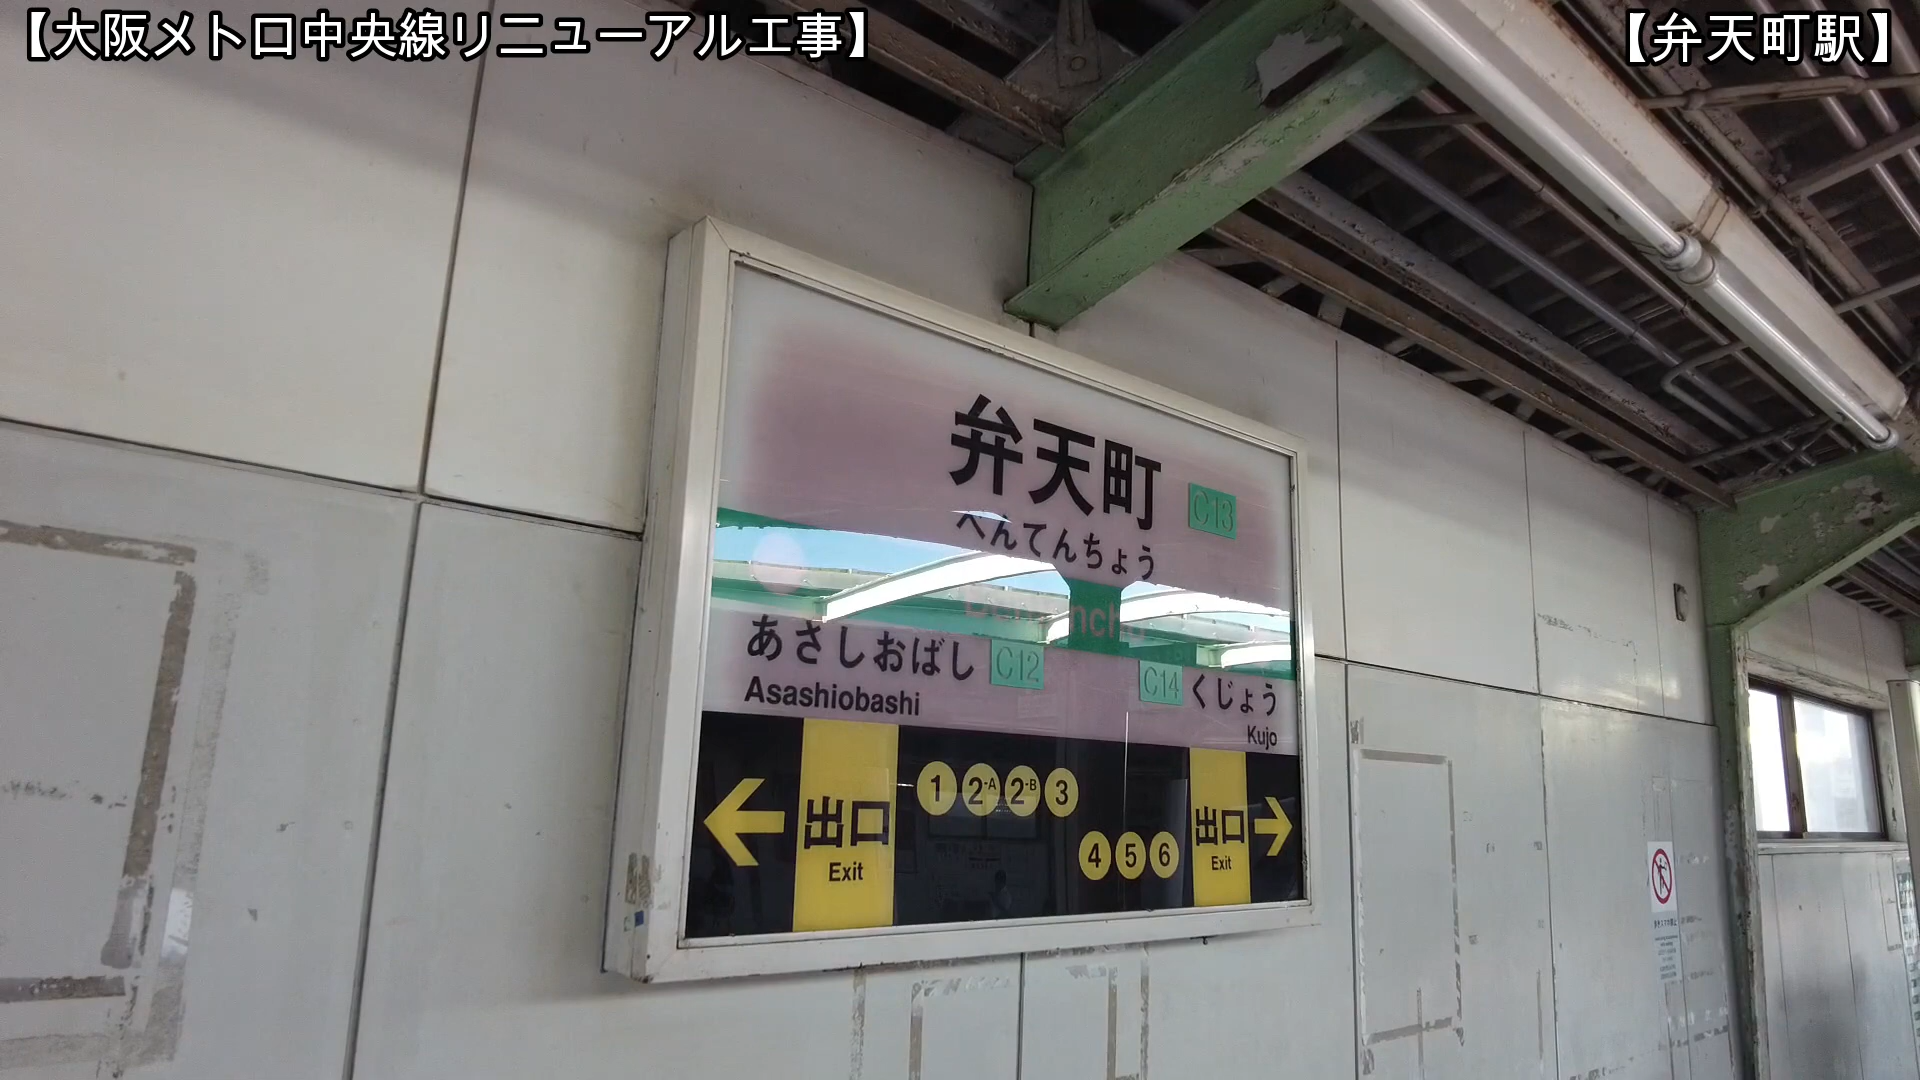 【大阪メトロ中央線リニューアル工事】
【弁天町駅】
弁天町
C13
べんてんちょう
あさしおばし
C12
Asashiobashi
C14
くじょう
Kujo
←
出口
Exit
1 2-A 2-B 3
4 5 6
出口
Exit
→